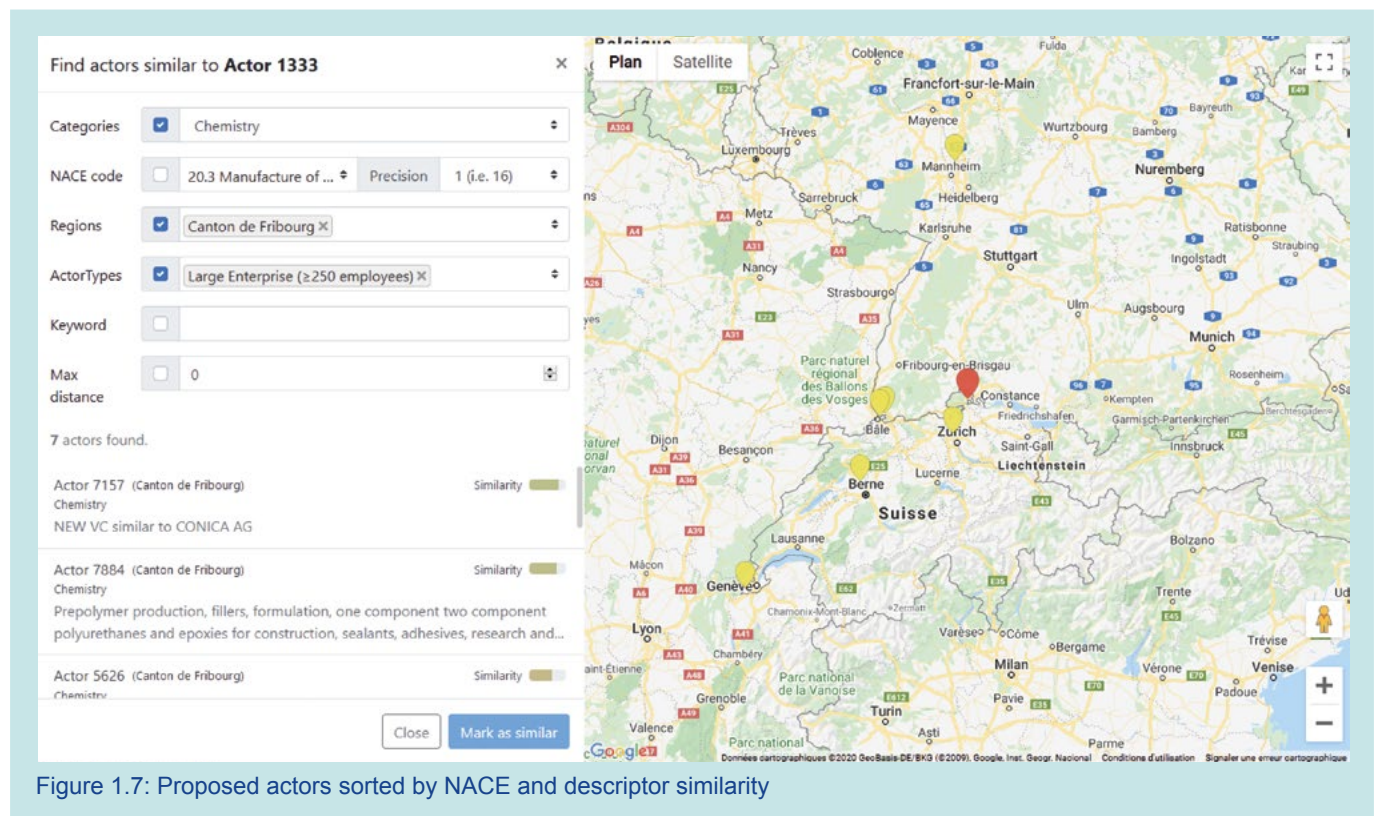 Find actors similar to Actor 1333 ×
Categories Chemistry
NACE code 20.3 Manufacture of ... Precision 1 (i.e. 16)
Regions Canton de Fribourg ×
ActorTypes Large Enterprise (≥250 employees) ×
Keyword
Max distance 0
7 actors found.
Actor 7157 (Canton de Fribourg) Similarity
Chemistry
NEW VC similar to CONICA AG
Actor 7884 (Canton de Fribourg) Similarity
Chemistry
Prepolymer production, fillers, formulation, one component two component
polyurethanes and epoxies for construction, sealants, adhesives, research and...
Actor 5626 (Canton de Fribourg) Similarity
Chemistry
Close Mark as similar
Plan Satellite
Coblence
Fulda
Francfort-sur-le-Main
Mayence
Bayreuth
Wurtzbourg
Bamberg
Trèves
Luxembourg
Mannheim
Nuremberg
Sarrebruck
Heidelberg
Metz
Karlsruhe
Ratisbonne
Straubing
Stuttgart
Ingolstadt
Nancy
Strasbourg
Ulm
Augsbourg
Munich
Parc naturel
régional
des Ballons
des Vosges
Fribourg-en-Brisgau
Rosenheim
Constance
Kempten
Friedrichshafen
Garmisch-Partenkirchen
Berchtesgaden
Bâle
Zurich
Dijon
Besançon
Saint-Gall
Innsbruck
Liechtenstein
Lucerne
Berne
Suisse
Lausanne
Bolzano
Mâcon
Genève
Chamonix-Mont-Blanc
Zermatt
Trente
Lyon
Varèse
Côme
Trévise
Chambéry
Bergame
Milan
Vérone
Venise
Parc national
de la Vanoise
Padoue
Grenoble
Pavie
Turin
Valence
Asti
Parme
Parc national
Google
Données cartographiques ©2020 GeoBasis-DE/BKG (©2009), Google, Inst. Geogr. Nacional Conditions d'utilisation Signaler une erreur cartographique
Figure 1.7: Proposed actors sorted by NACE and descriptor similarity